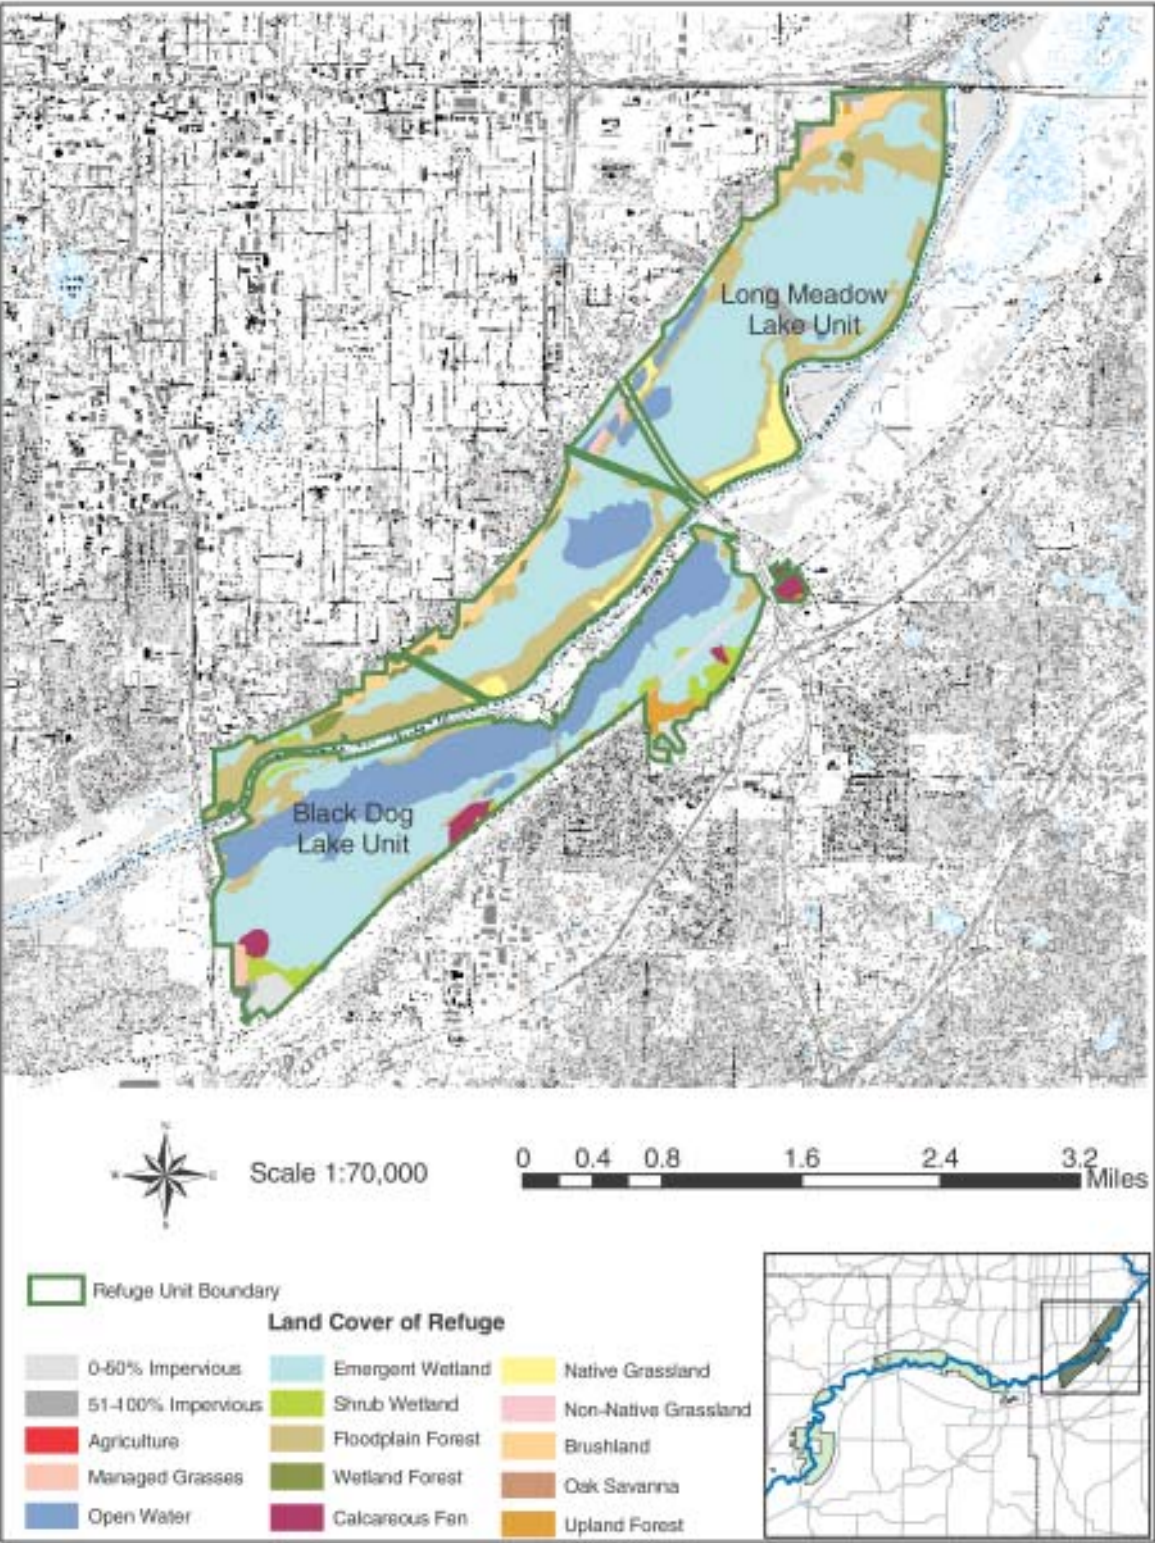 Long Meadow
Lake Unit
Black Dog
Lake Unit
N
W
E
S
Scale 1:70,000
0 0.4 0.8 1.6 2.4 3.2
Miles
Refuge Unit Boundary
Land Cover of Refuge
0-60% Impervious
51-100% Impervious
Agriculture
Managed Grasses
Open Water
Emergent Wetland
Shrub Wetland
Floodplain Forest
Wetland Forest
Calcareous Fen
Native Grassland
Non-Native Grassland
Brushland
Oak Savanna
Upland Forest